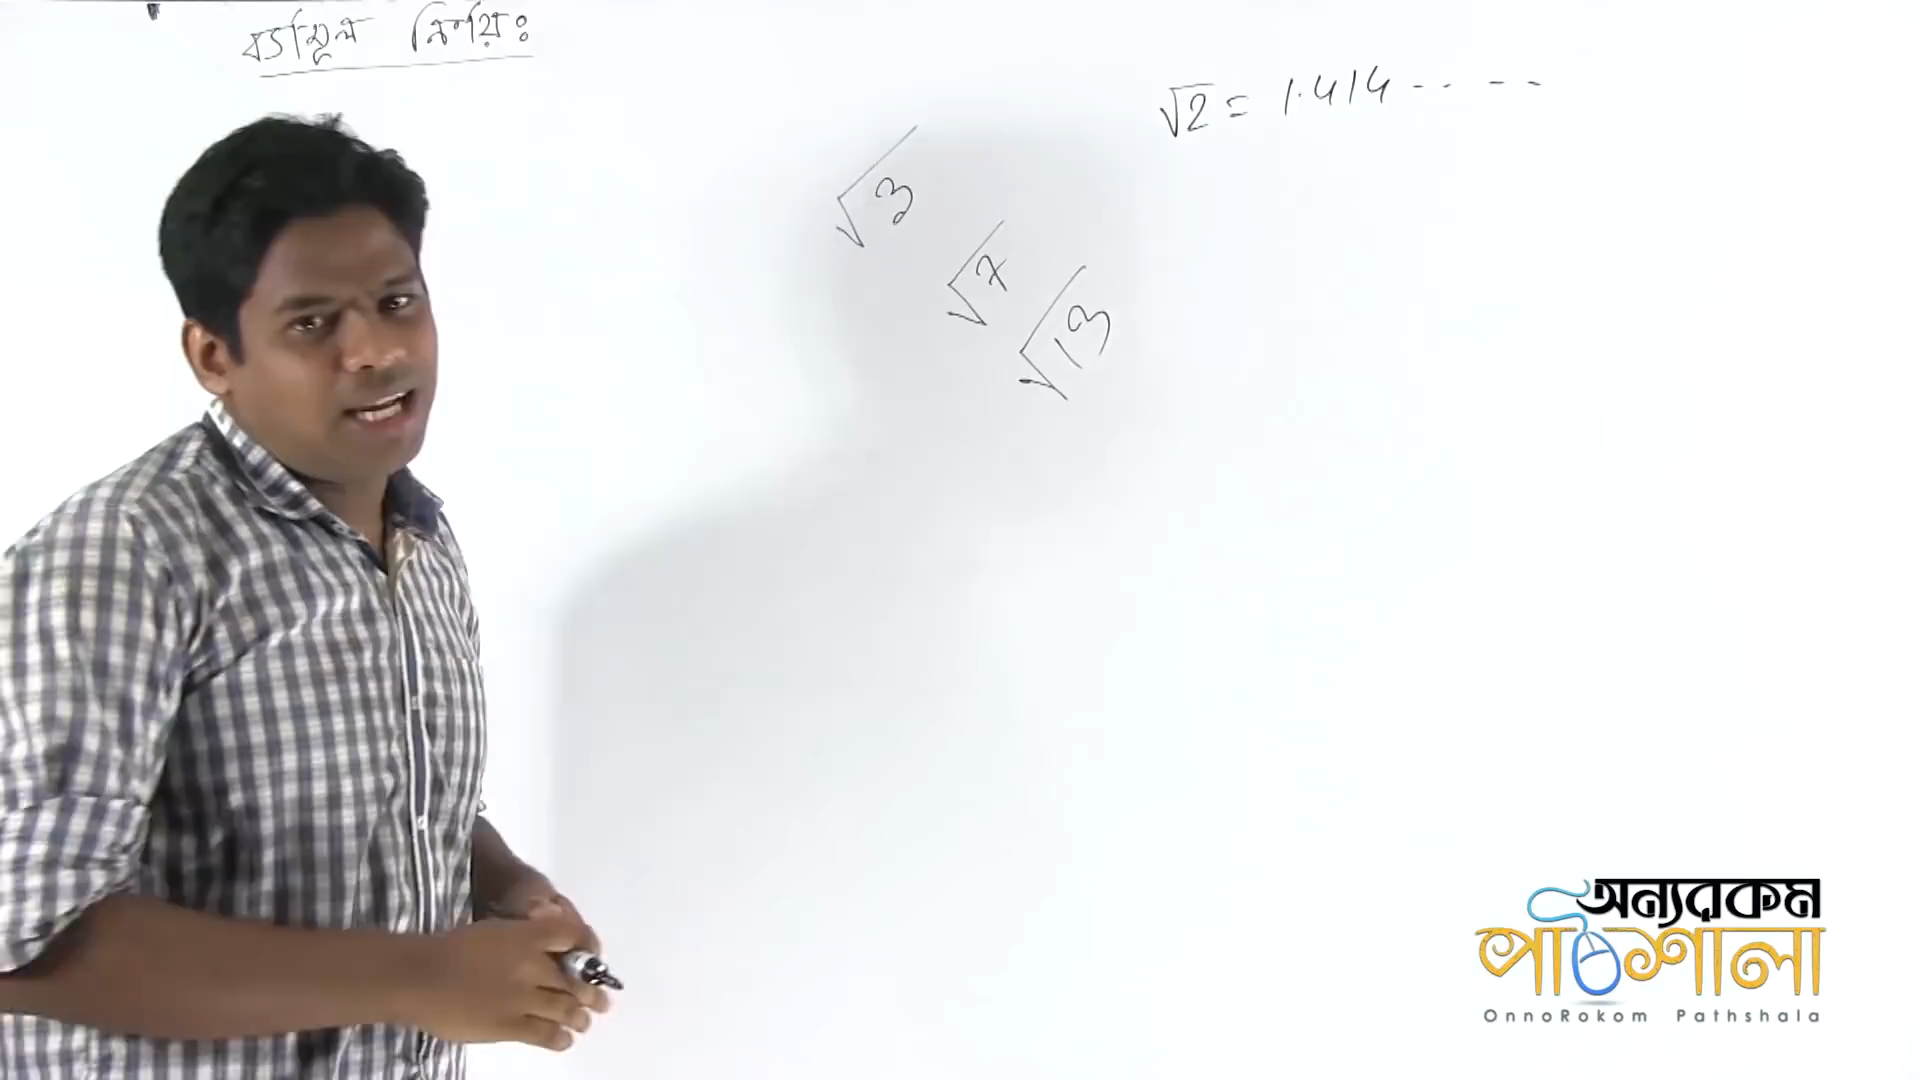 বর্গমূল নির্ণয়ঃ
√2 = 1.414 -- --
√3
√7
√13
অন্যরকম
পাঠশালা
OnnoRokom Pathshala